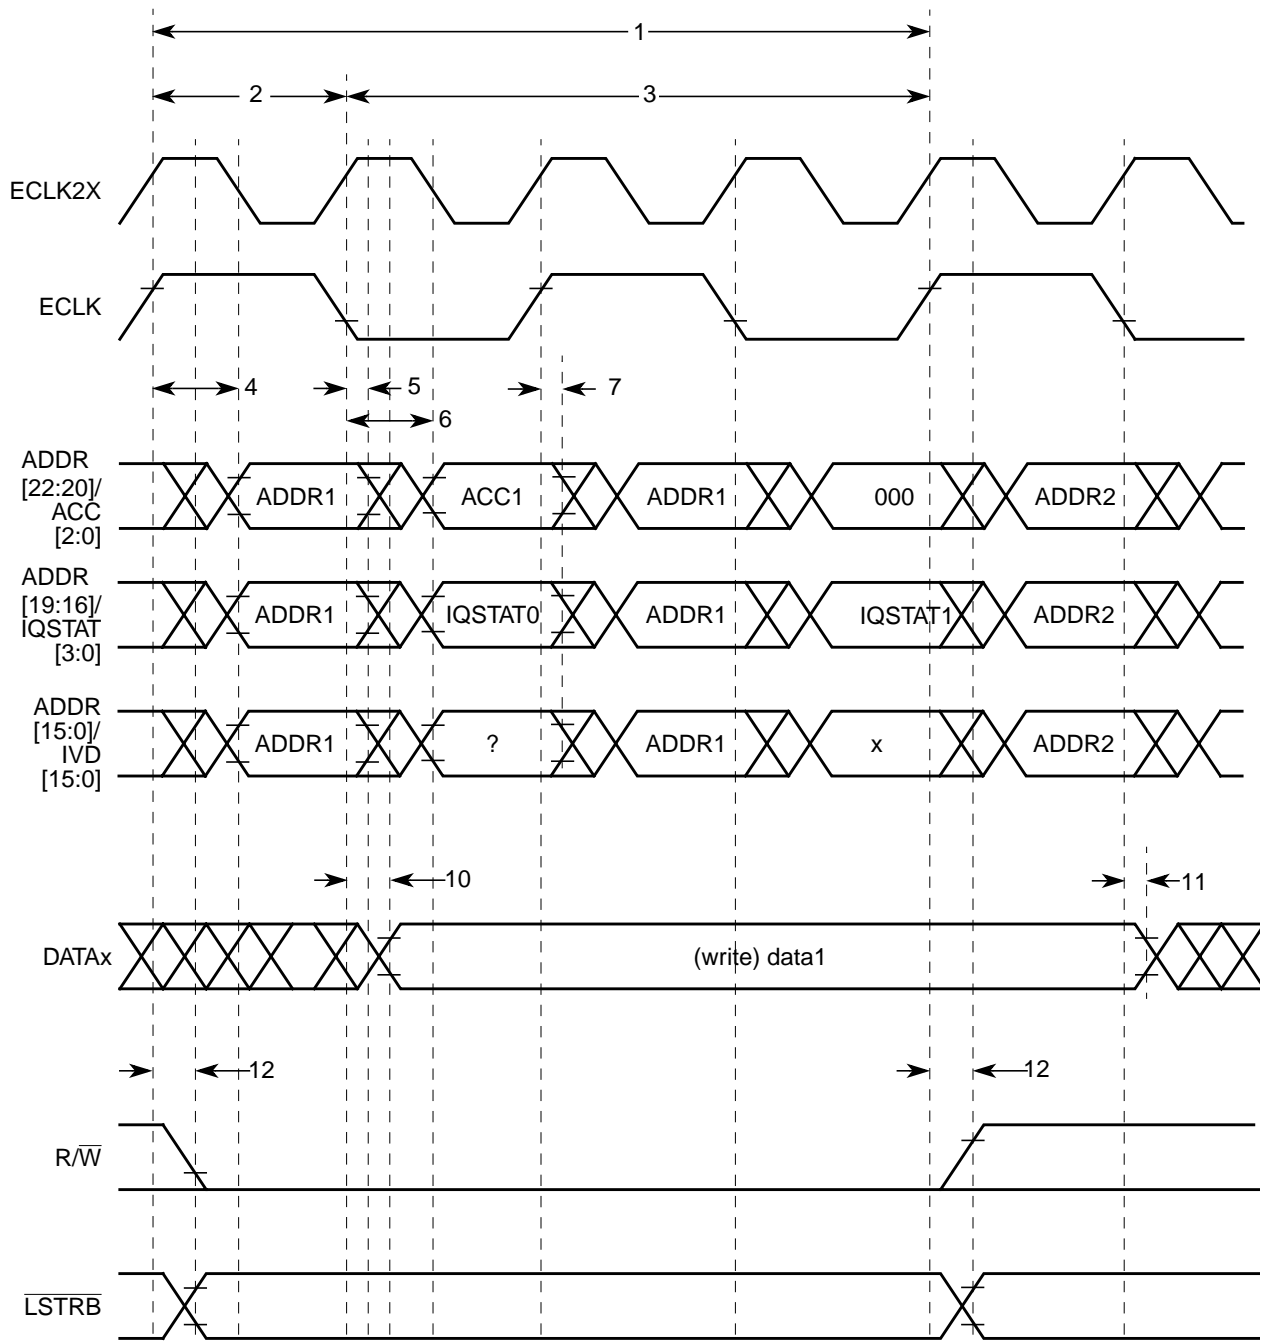 1
2 3
ECLK2X
ECLK
4 5 7
6
ADDR
[22:20]/
ACC
[2:0]
ADDR1 ACC1 ADDR1 000 ADDR2
ADDR
[19:16]/
IQSTAT
[3:0]
ADDR1 IQSTAT0 ADDR1 IQSTAT1 ADDR2
ADDR
[15:0]/
IVD
[15:0]
ADDR1 ? ADDR1 x ADDR2
10 11
DATAx (write) data1
12 12
R/W
LSTRB